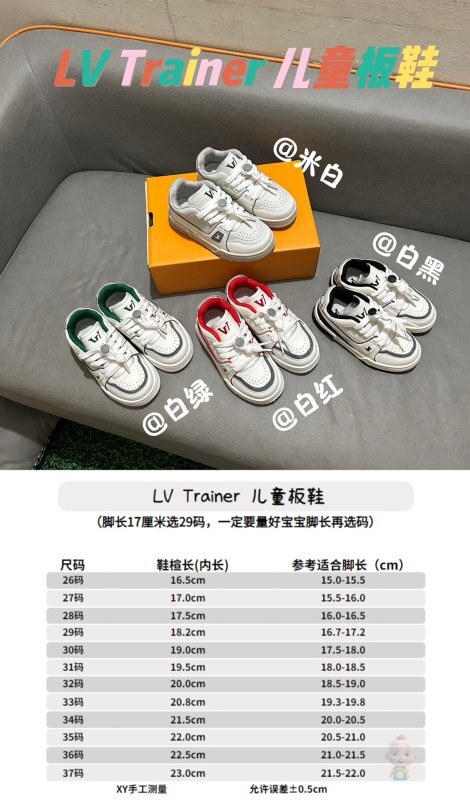 LV Trainer 儿童板鞋
@米白
@白黑
@白绿
@白红
LV Trainer 儿童板鞋
（脚长17厘米选29码，一定要量好宝宝脚长再选码）
尺码 鞋楦长(内长) 参考适合脚长（cm）
26码 16.5cm 15.0-15.5
27码 17.0cm 15.5-16.0
28码 17.5cm 16.0-16.5
29码 18.2cm 16.7-17.2
30码 19.0cm 17.5-18.0
31码 19.5cm 18.0-18.5
32码 20.0cm 18.5-19.0
33码 20.8cm 19.3-19.8
34码 21.5cm 20.0-20.5
35码 22.0cm 20.5-21.0
36码 22.5cm 21.0-21.5
37码 23.0cm 21.5-22.0
XY手工测量 允许误差±0.5cm